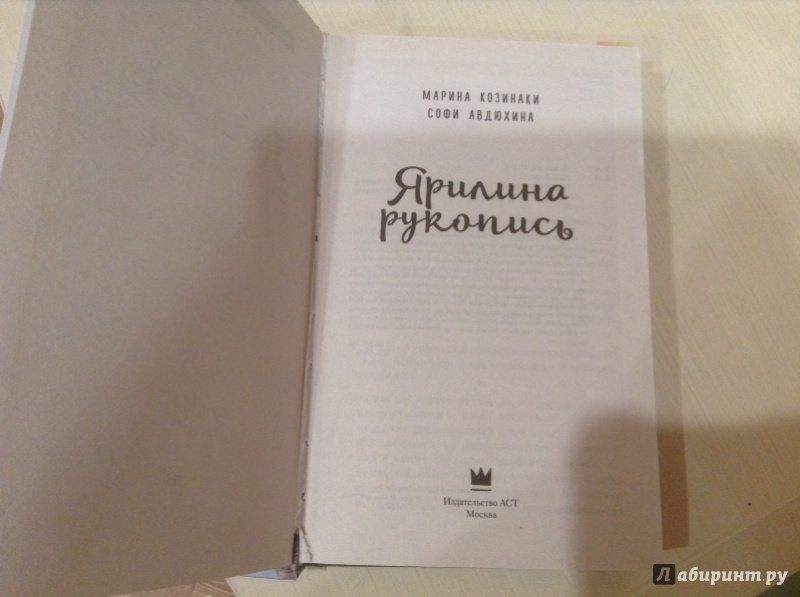 МАРИНА КОЗИНАКИ
СОФИ АВДЮХИНА
Ярилина
рукопись
Издательство АСТ
Москва
Лабиринт.ру